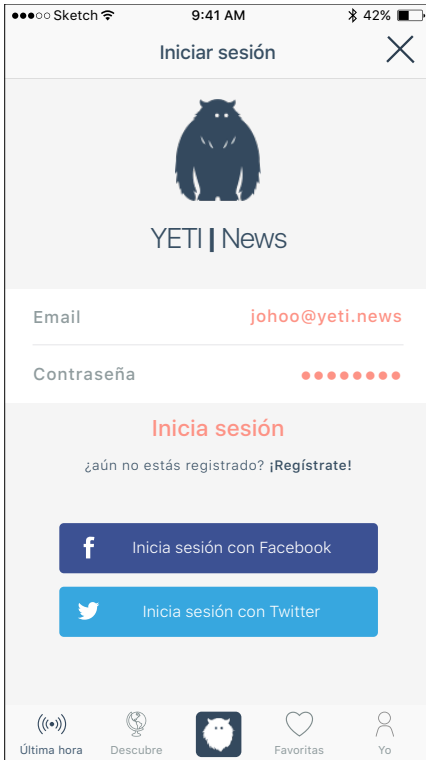 Sketch 9:41 AM 42%
Iniciar sesión
YETI | News
Email johoo@yeti.news
Contraseña ●●●●●●●●
Inicia sesión
¿aún no estás registrado? ¡Regístrate!
f Inicia sesión con Facebook
Inicia sesión con Twitter
Última hora Descubre Favoritas Yo